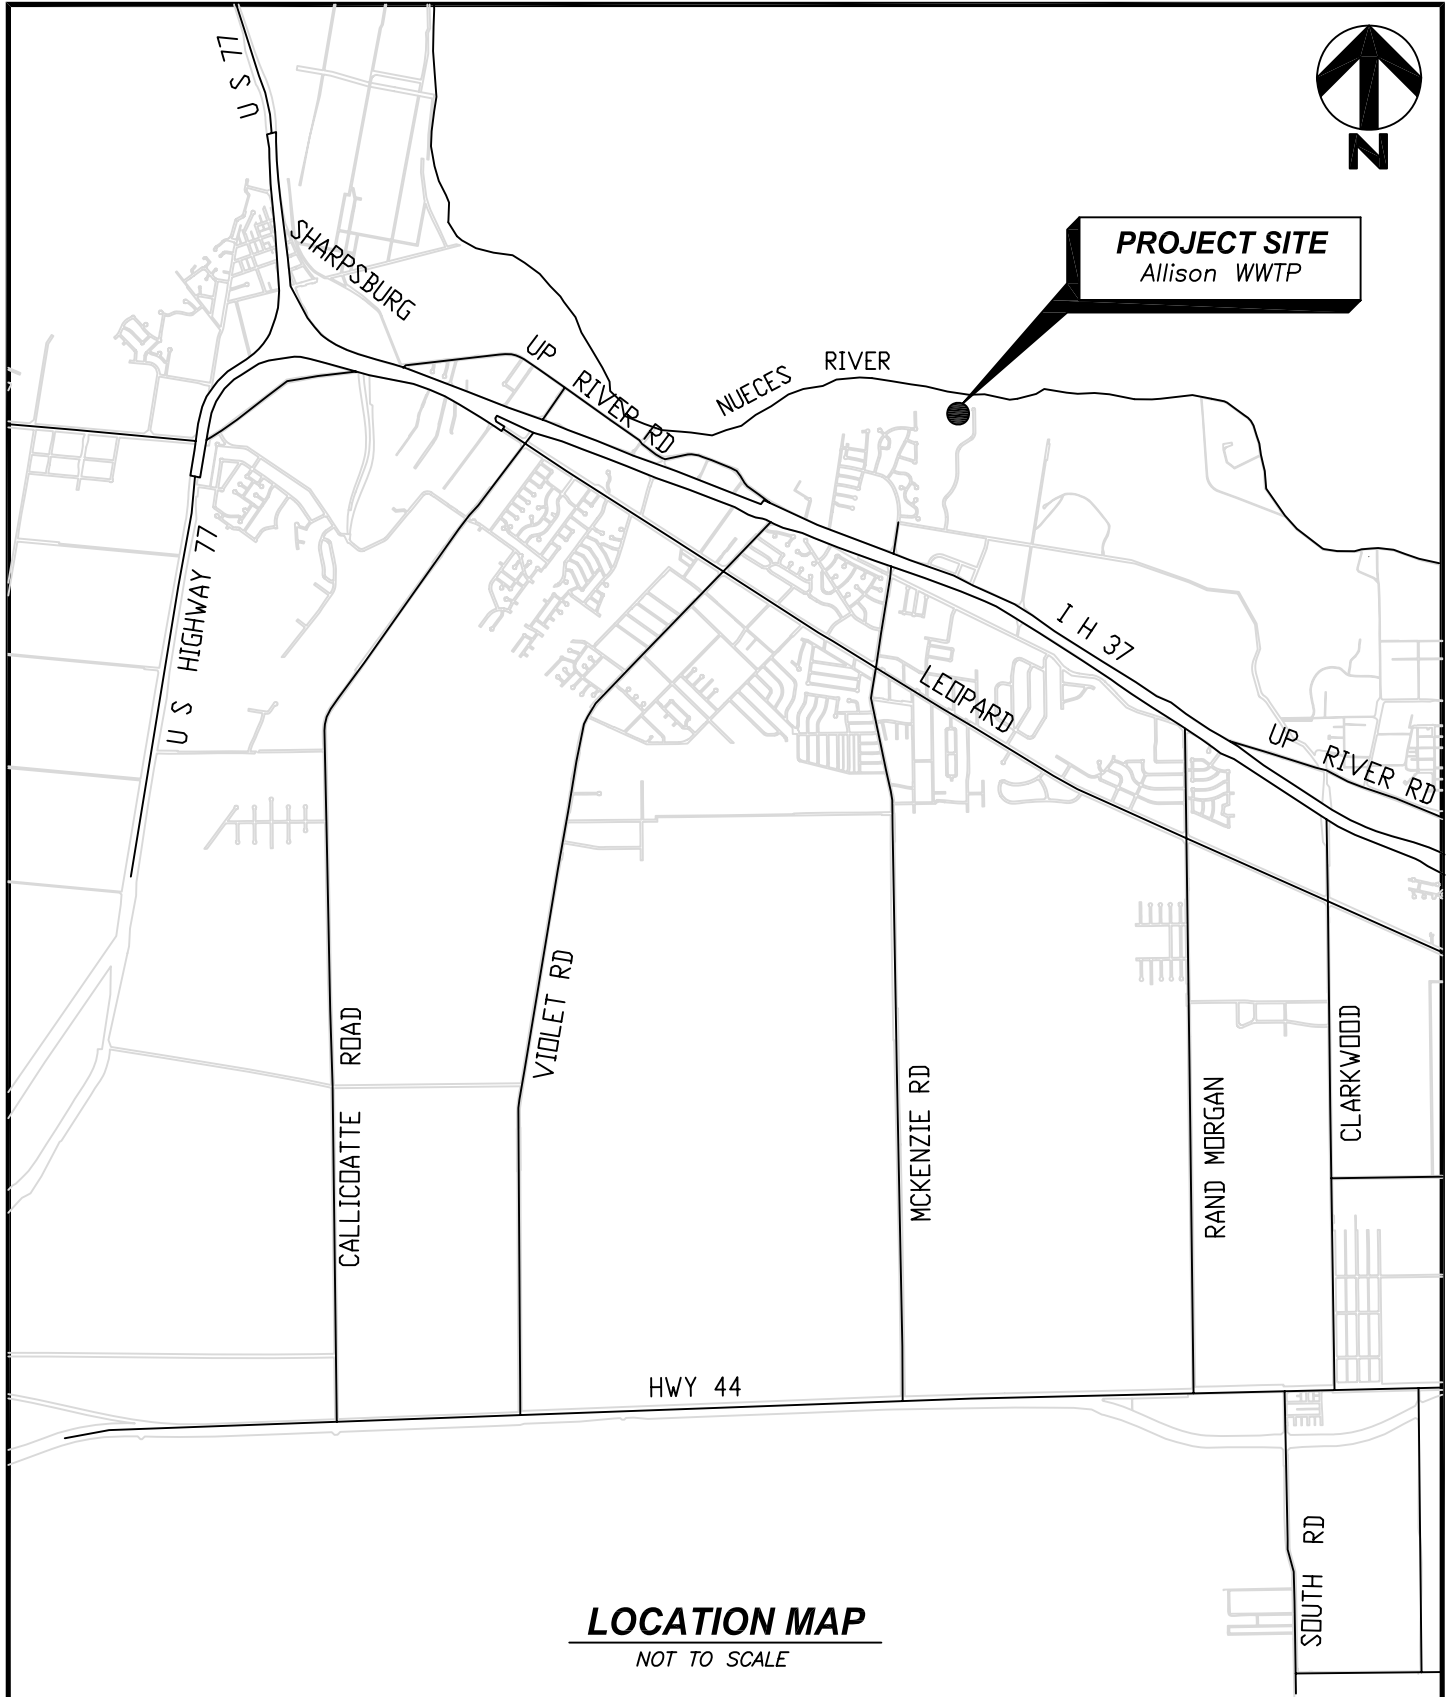 U S 77
N
SHARPSBURG
PROJECT SITE
Allison WWTP
UP RIVER RD
NUECES RIVER
U S HIGHWAY 77
I H 37
LEOPARD
UP RIVER RD
CALLICOATTE ROAD
VIOLET RD
MCKENZIE RD
RAND MORGAN
CLARKWOOD
HWY 44
SOUTH RD
LOCATION MAP
NOT TO SCALE